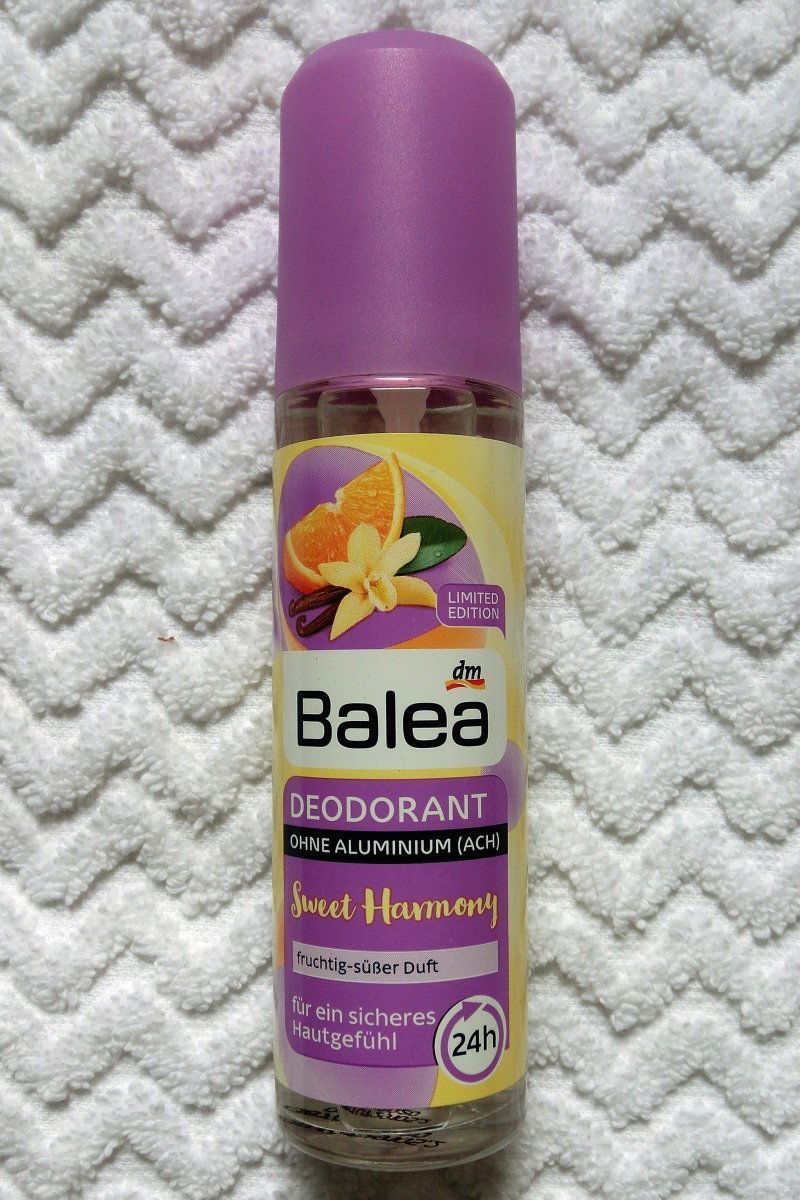 LIMITED
EDITION
dm
Balea
DEODORANT
OHNE ALUMINIUM (ACH)
Sweet Harmony
fruchtig-süßer Duft
für ein sicheres
Hautgefühl
24h